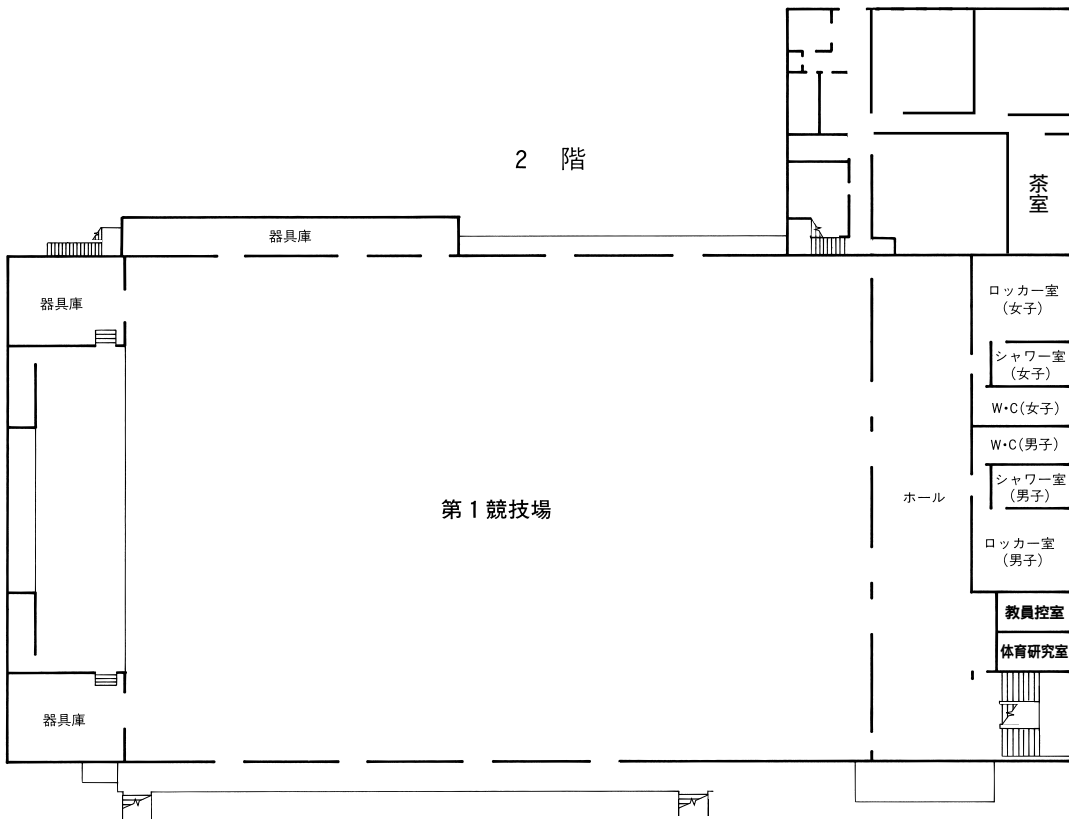 2 階
茶室
器具庫
器具庫
ロッカー室
(女子)
シャワー室
(女子)
W・C(女子)
W・C(男子)
シャワー室
(男子)
第1競技場
ホール
ロッカー室
(男子)
教員控室
体育研究室
器具庫